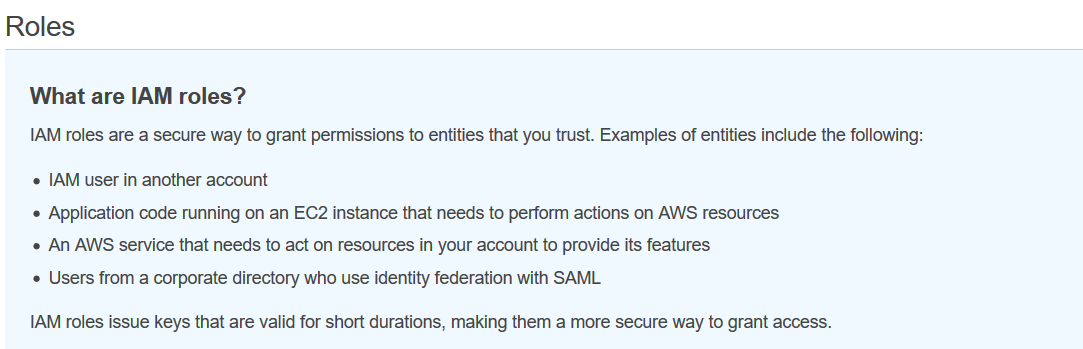 Roles
What are IAM roles?
IAM roles are a secure way to grant permissions to entities that you trust. Examples of entities include the following:
• IAM user in another account
• Application code running on an EC2 instance that needs to perform actions on AWS resources
• An AWS service that needs to act on resources in your account to provide its features
• Users from a corporate directory who use identity federation with SAML
IAM roles issue keys that are valid for short durations, making them a more secure way to grant access.